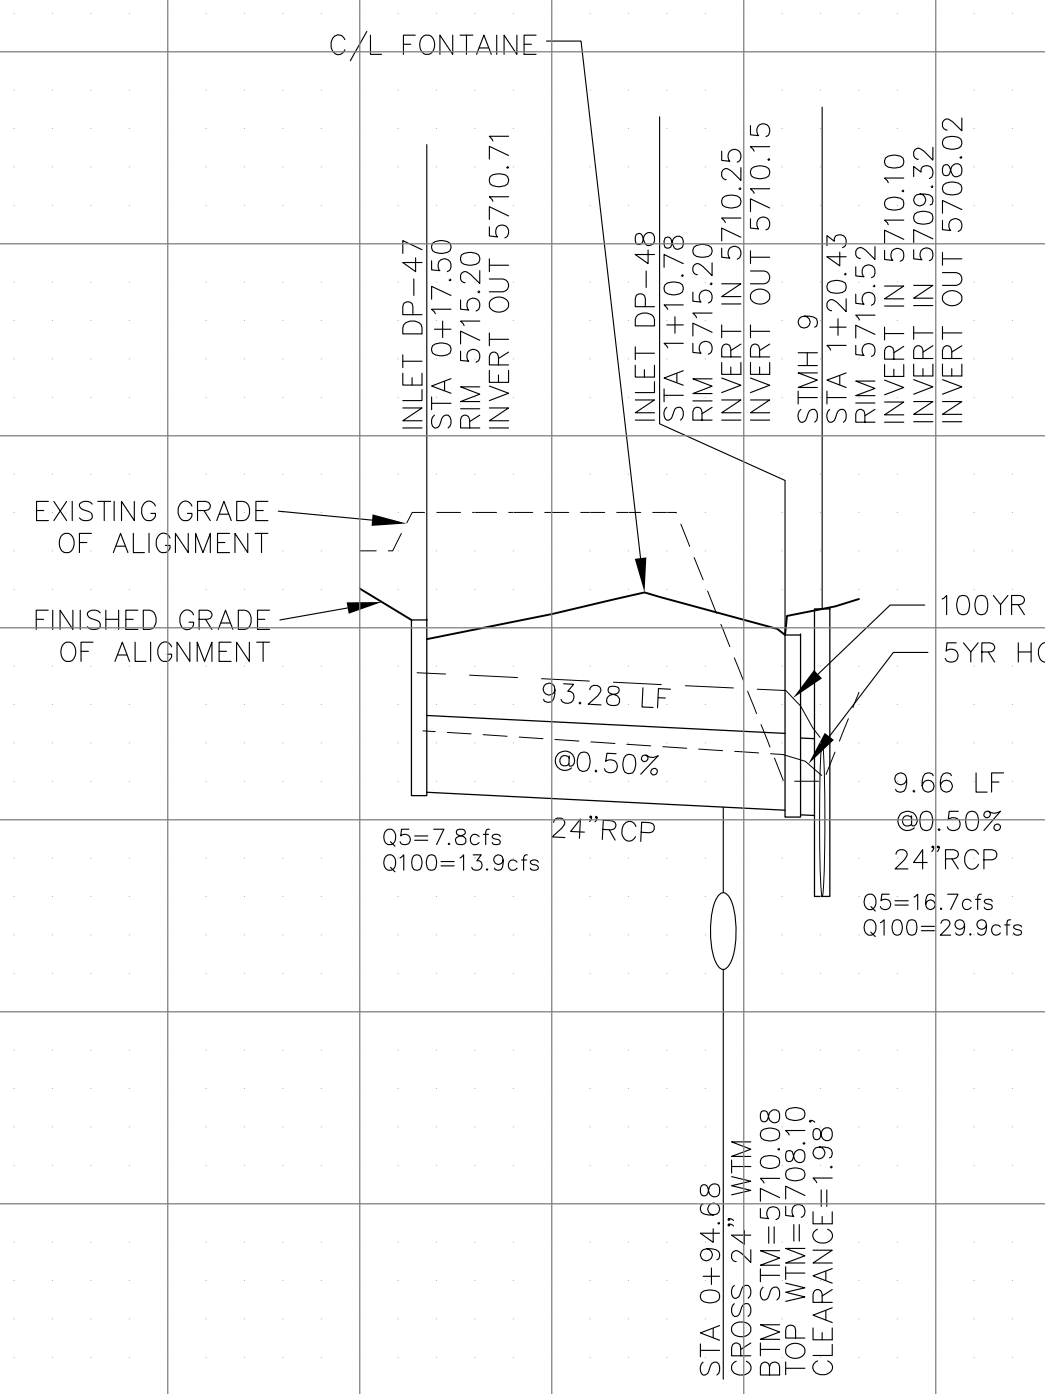 C/L FONTAINE
INLET DP-47
STA 0+17.50
RIM 5715.20
INVERT OUT 5710.71
INLET DP-48
STA 1+10.78
RIM 5715.20
INVERT IN 5710.25
INVERT OUT 5710.15
STMH 9
STA 1+20.43
RIM 5715.52
INVERT IN 5710.10
INVERT IN 5709.32
INVERT OUT 5708.02
EXISTING GRADE
OF ALIGNMENT
FINISHED GRADE
OF ALIGNMENT
100YR
5YR
93.28 LF
@0.50%
24"RCP
Q5=7.8cfs
Q100=13.9cfs
9.66 LF
@0.50%
24"RCP
Q5=16.7cfs
Q100=29.9cfs
STA 0+94.68
CROSS 24" WTM
BTM STM=5710.08
TOP WTM=5708.10
CLEARANCE=1.98'